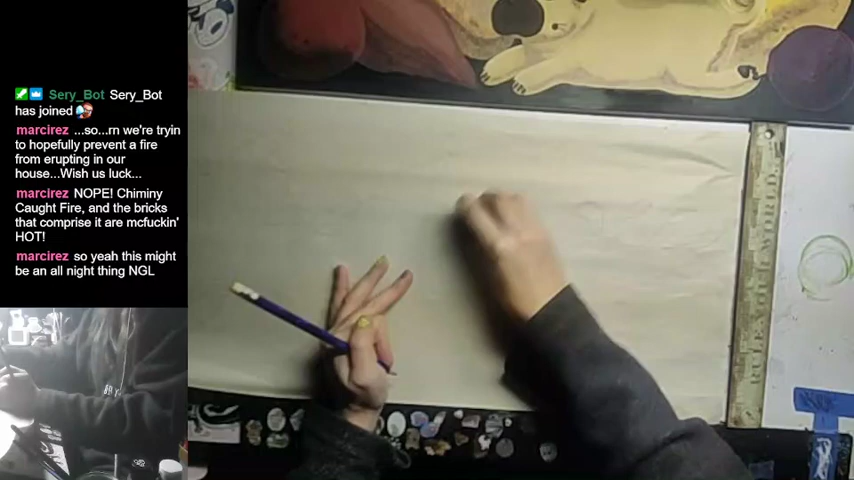 Sery_Bot Sery_Bot
has joined
marcirez ...so...rn we're tryin
to hopefully prevent a fire
from erupting in our
house...Wish us luck...
marcirez NOPE! Chiminy
Caught Fire, and the bricks
that comprise it are mcfuckin'
HOT!
marcirez so yeah this might
be an all night thing NGL